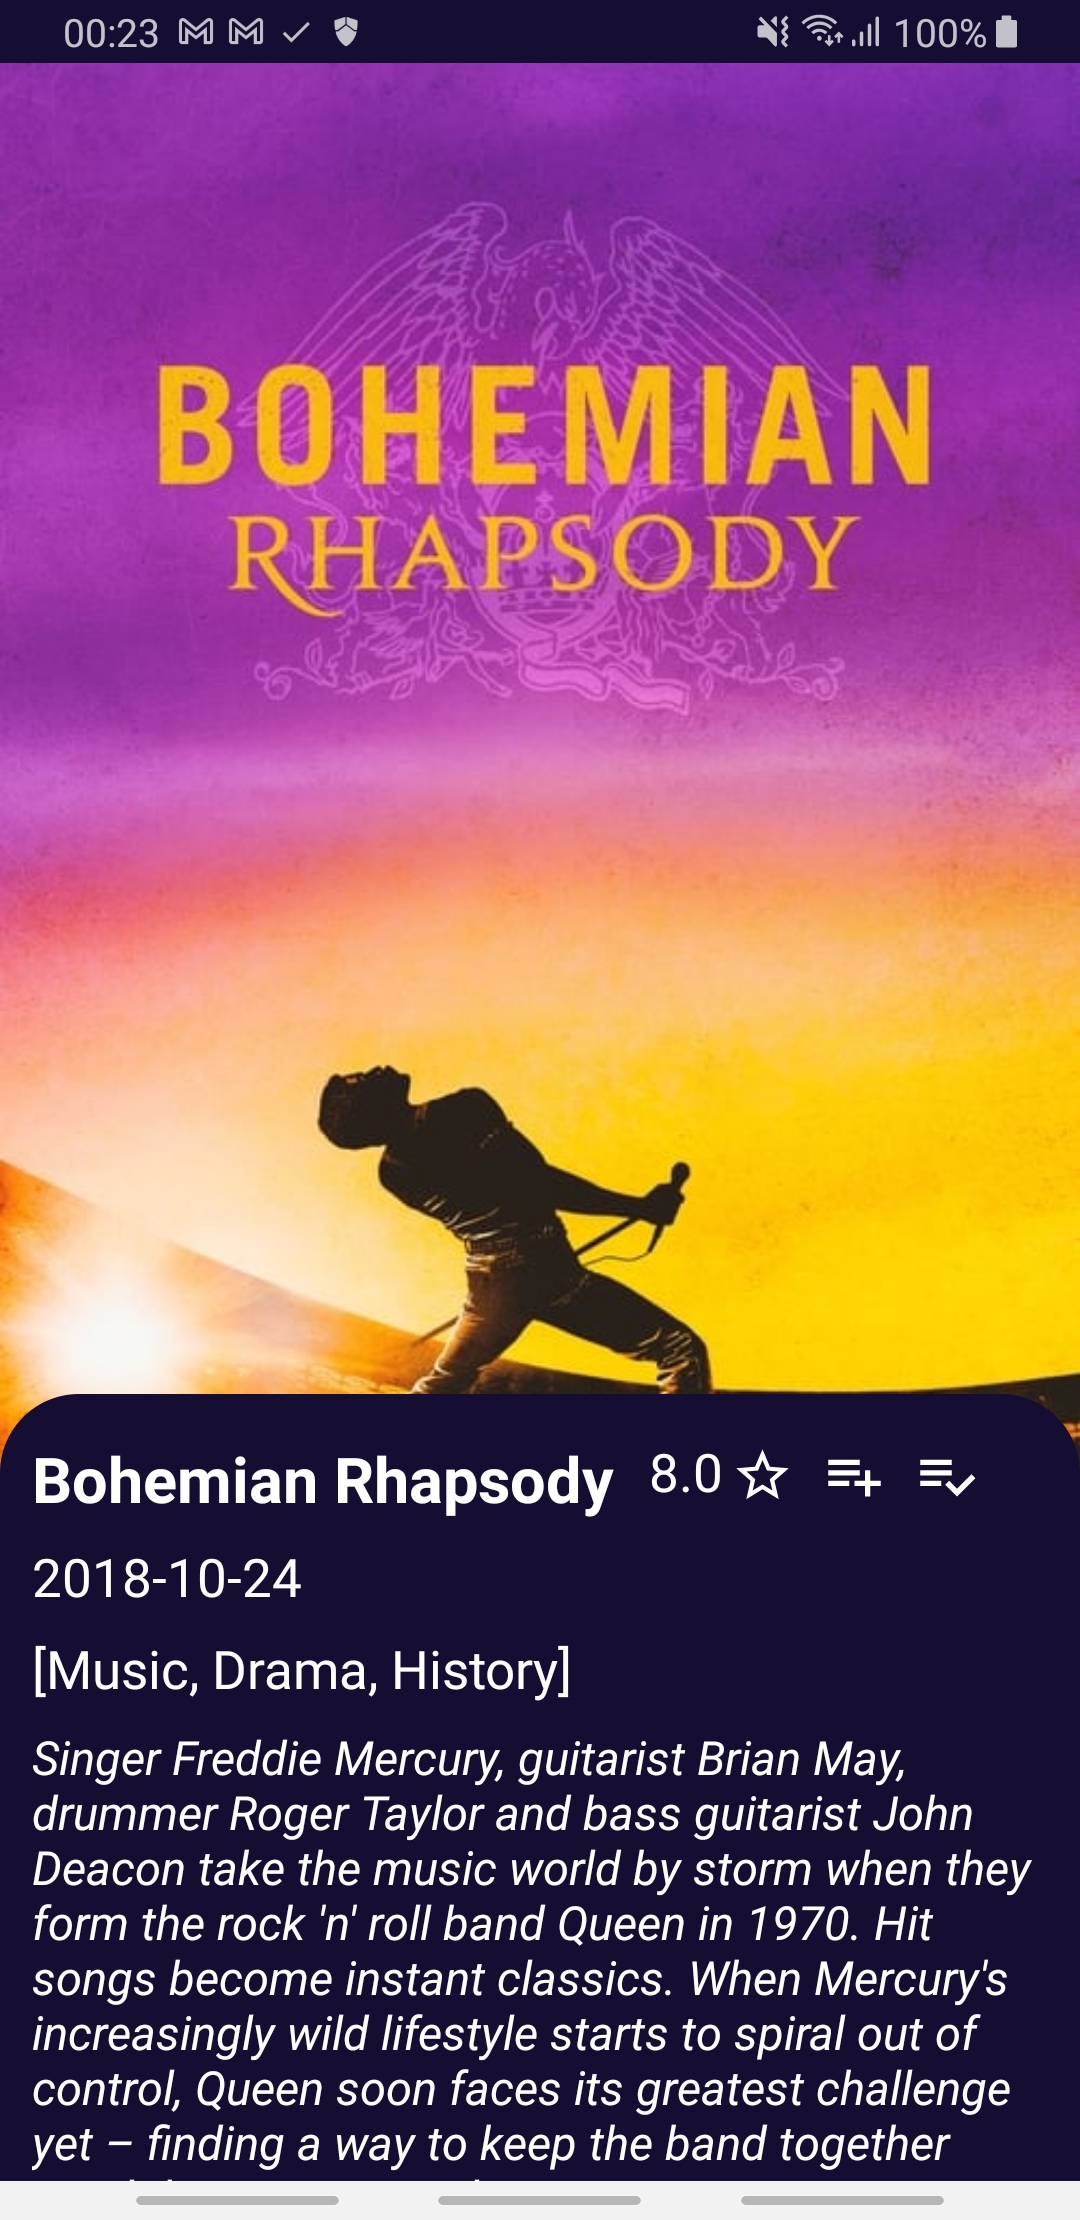 00:23
100%
BOHEMIAN
RHAPSODY
Bohemian Rhapsody 8.0
2018-10-24
[Music, Drama, History]
Singer Freddie Mercury, guitarist Brian May,
drummer Roger Taylor and bass guitarist John
Deacon take the music world by storm when they
form the rock 'n' roll band Queen in 1970. Hit
songs become instant classics. When Mercury's
increasingly wild lifestyle starts to spiral out of
control, Queen soon faces its greatest challenge
yet – finding a way to keep the band together